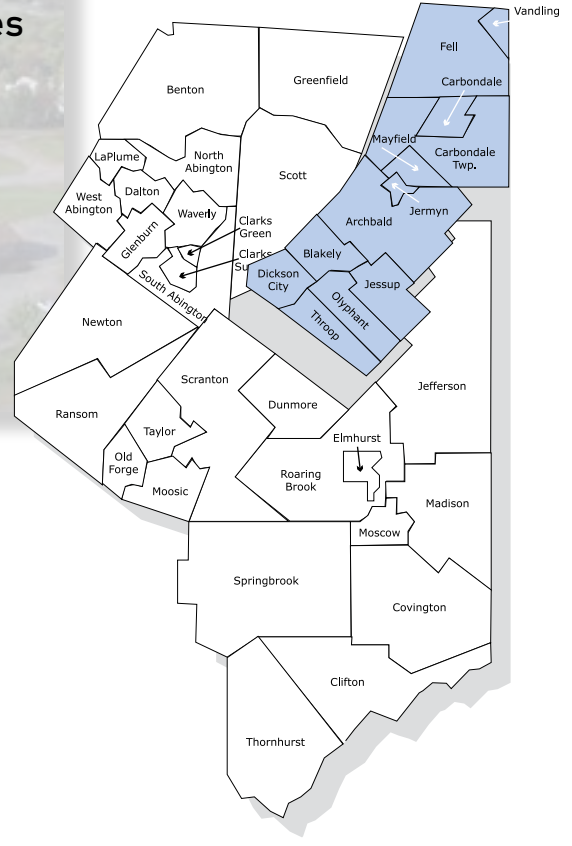 es
Vandling
Fell
Carbondale
Benton
Greenfield
Mayfield
Carbondale
Twp.
LaPlume
North
Abington
Scott
West
Abington
Dalton
Waverly
Jermyn
Archbald
Clarks
Green
Glenburn
Clarks
Su
Blakely
Dickson
City
Jessup
South Abington
Olyphant
Throop
Newton
Scranton
Jefferson
Dunmore
Ransom
Taylor
Elmhurst
Old
Forge
Roaring
Brook
Moosic
Madison
Moscow
Springbrook
Covington
Clifton
Thornhurst